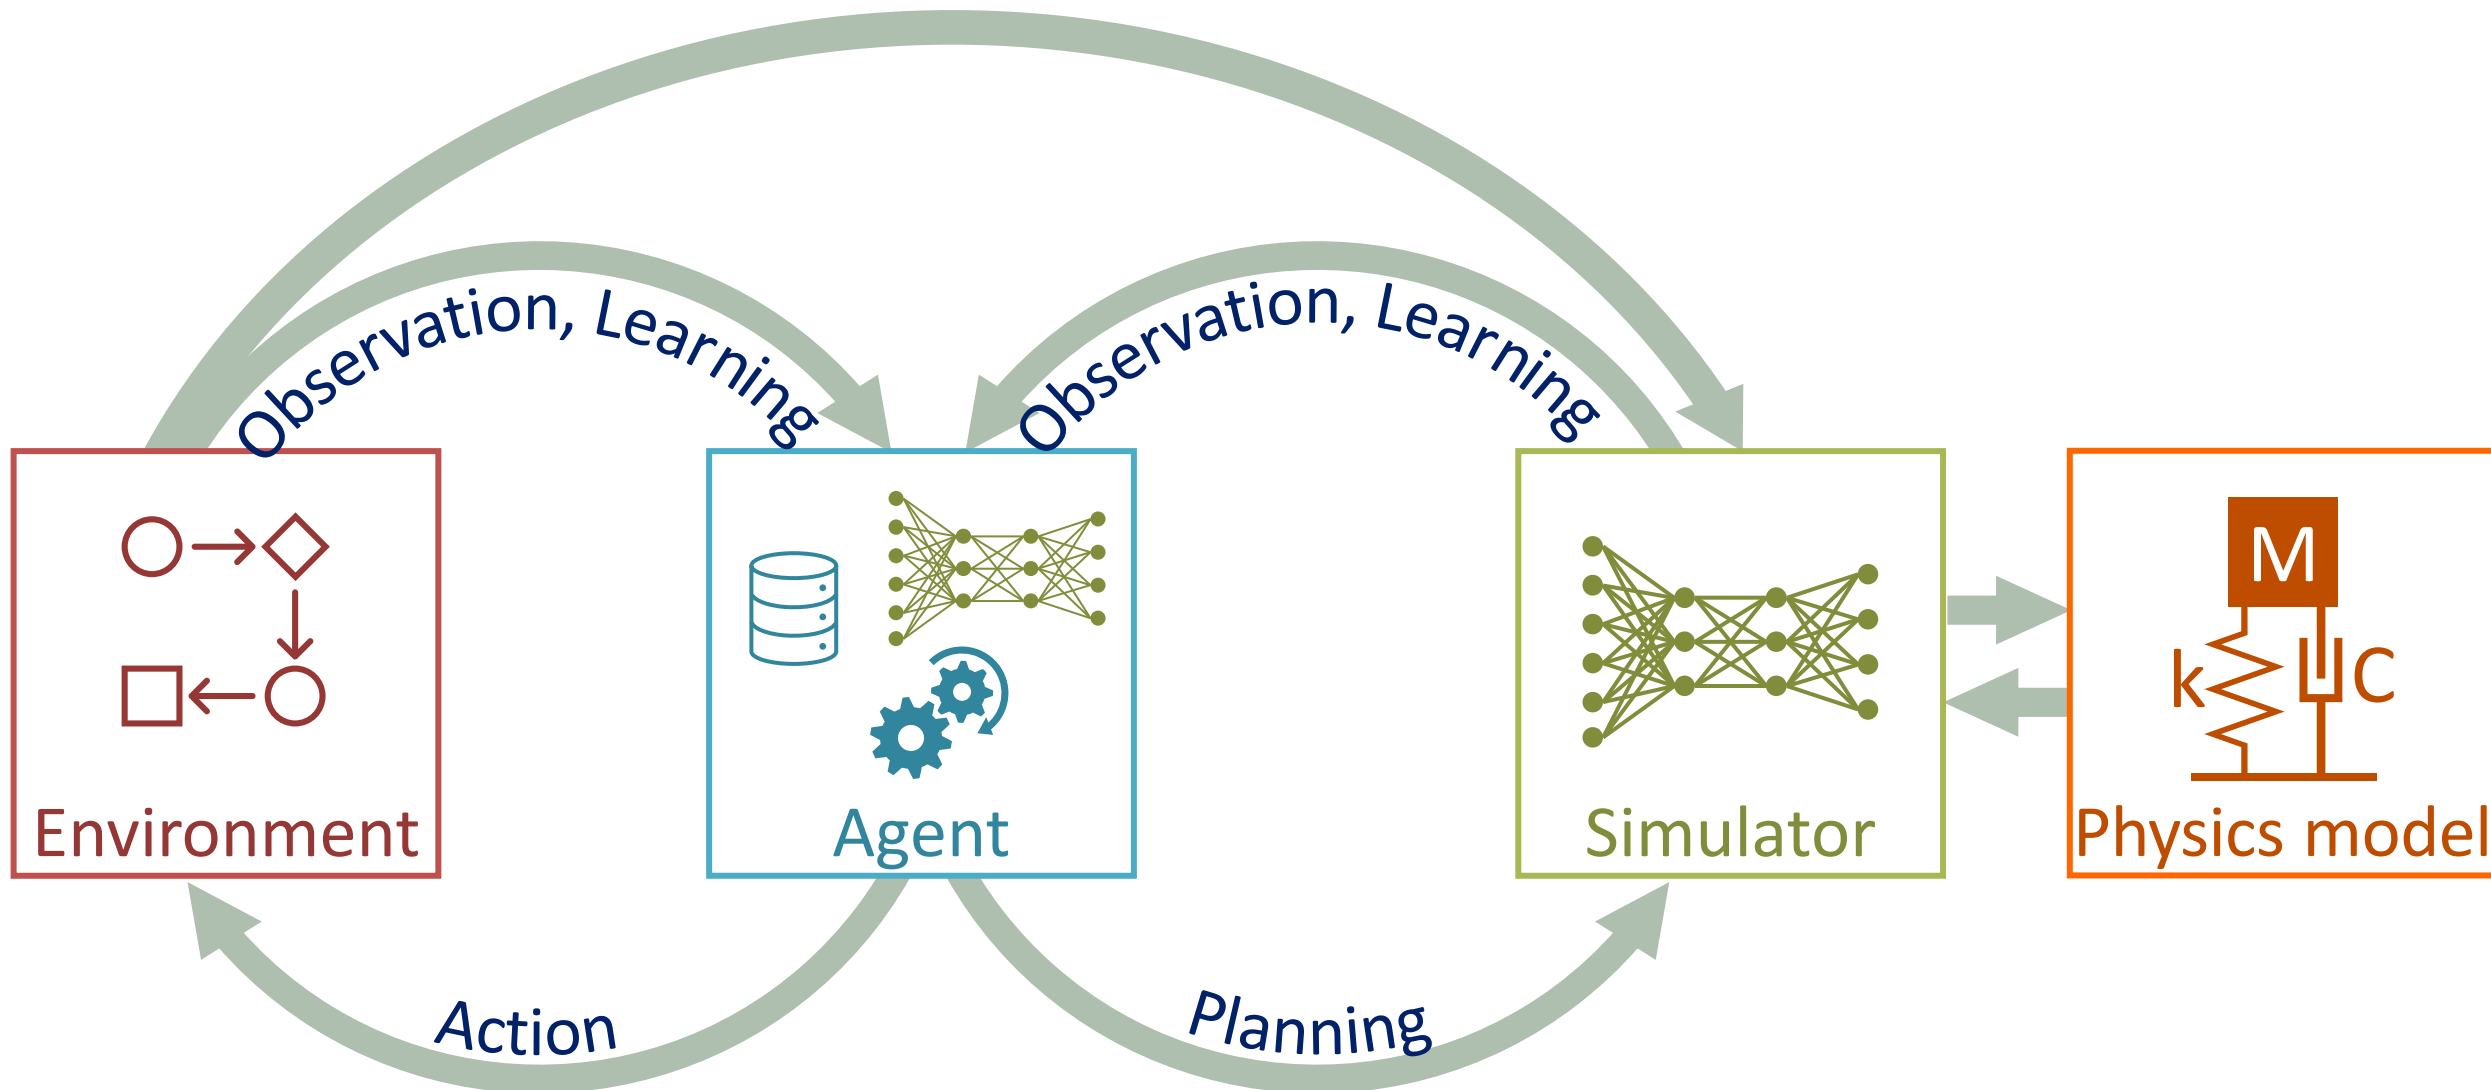 Observation, Learning
Observation, Learning
M
k
C
Environment
Agent
Simulator
Physics model
Action
Planning